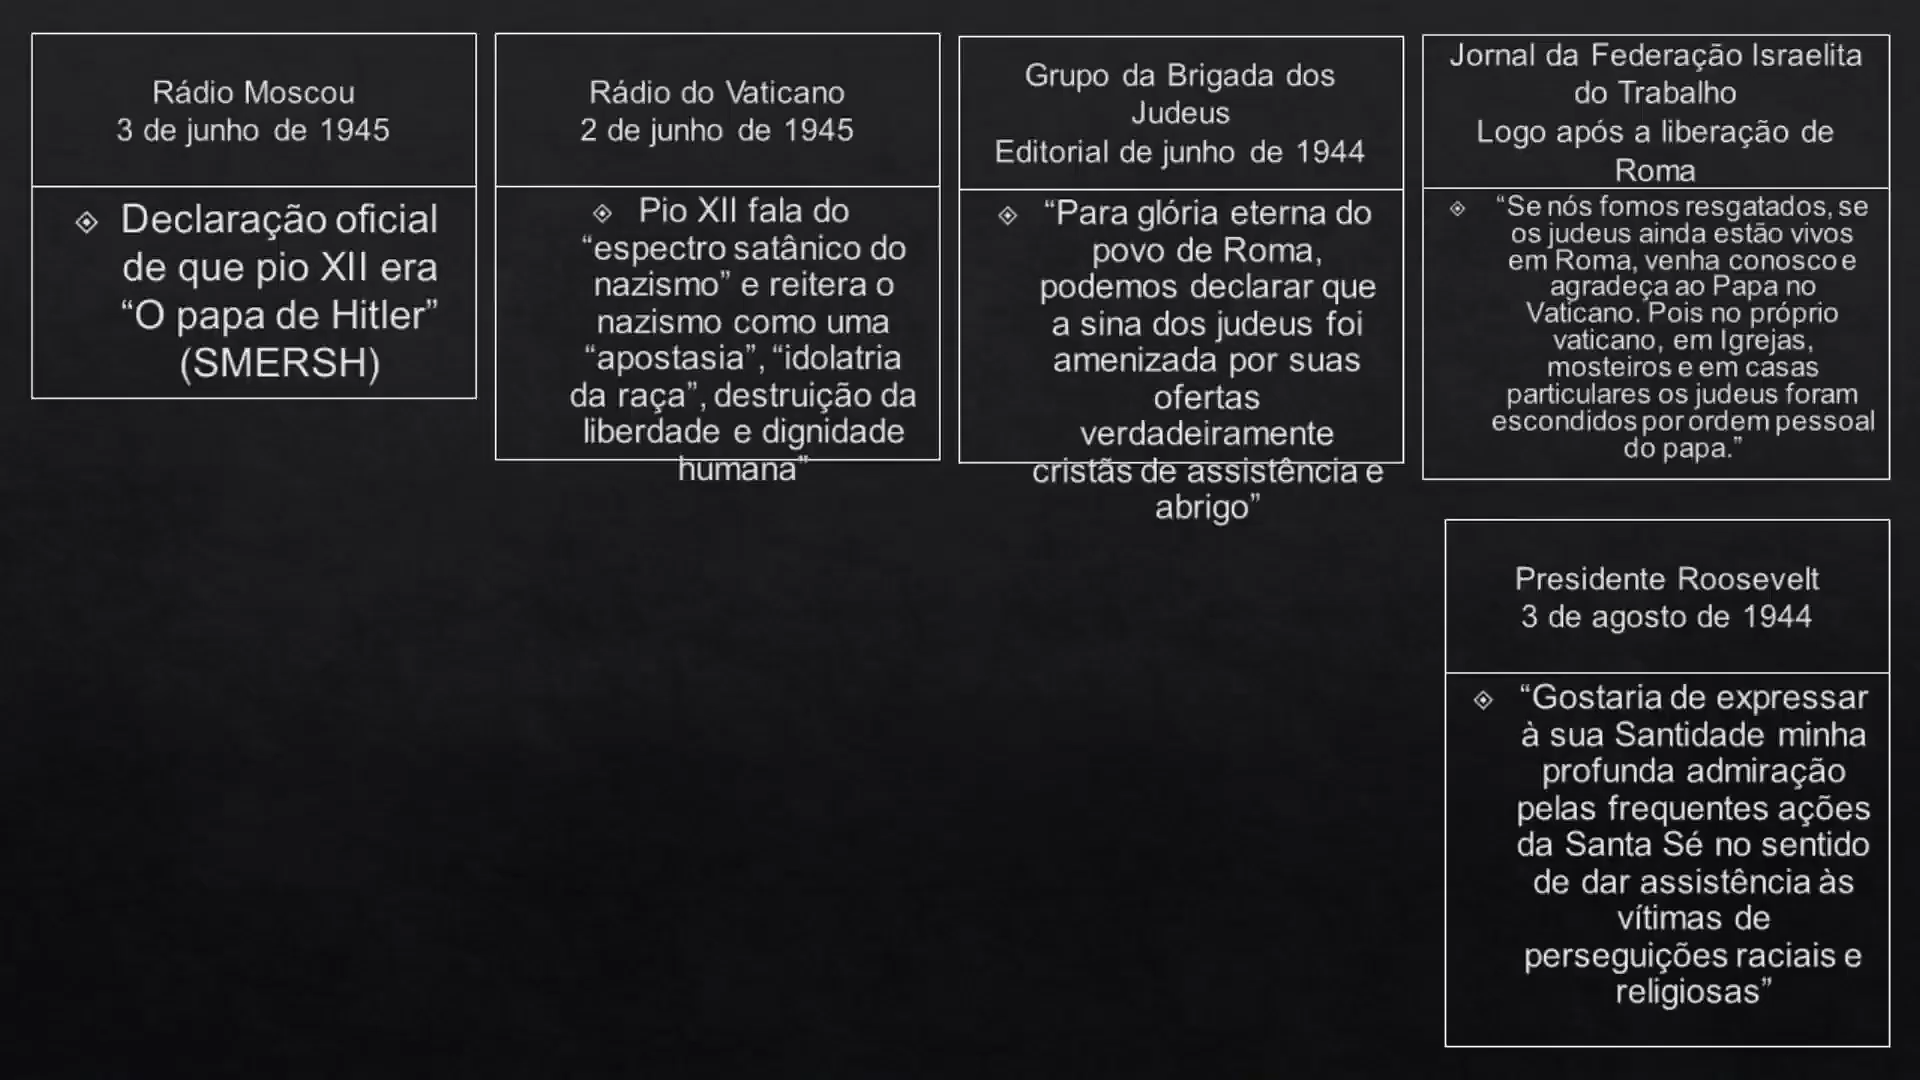 Rádio Moscou
3 de junho de 1945
Declaração oficial
de que pio XII era
“O papa de Hitler”
(SMERSH)
Rádio do Vaticano
2 de junho de 1945
Pio XII fala do
“espectro satânico do
nazismo” e reitera o
nazismo como uma
“apostasia”, “idolatria
da raça”, destruição da
liberdade e dignidade
humana”
Grupo da Brigada dos
Judeus
Editorial de junho de 1944
“Para glória eterna do
povo de Roma,
podemos declarar que
a sina dos judeus foi
amenizada por suas
ofertas
verdadeiramente
cristãs de assistência e
abrigo”
Jornal da Federação Israelita
do Trabalho
Logo após a liberação de
Roma
“Se nós fomos resgatados, se
os judeus ainda estão vivos
em Roma, venha conosco e
agradeça ao Papa no
Vaticano. Pois no próprio
vaticano, em Igrejas,
mosteiros e em casas
particulares os judeus foram
escondidos por ordem pessoal
do papa.”
Presidente Roosevelt
3 de agosto de 1944
“Gostaria de expressar
à sua Santidade minha
profunda admiração
pelas frequentes ações
da Santa Sé no sentido
de dar assistência às
vítimas de
perseguições raciais e
religiosas”